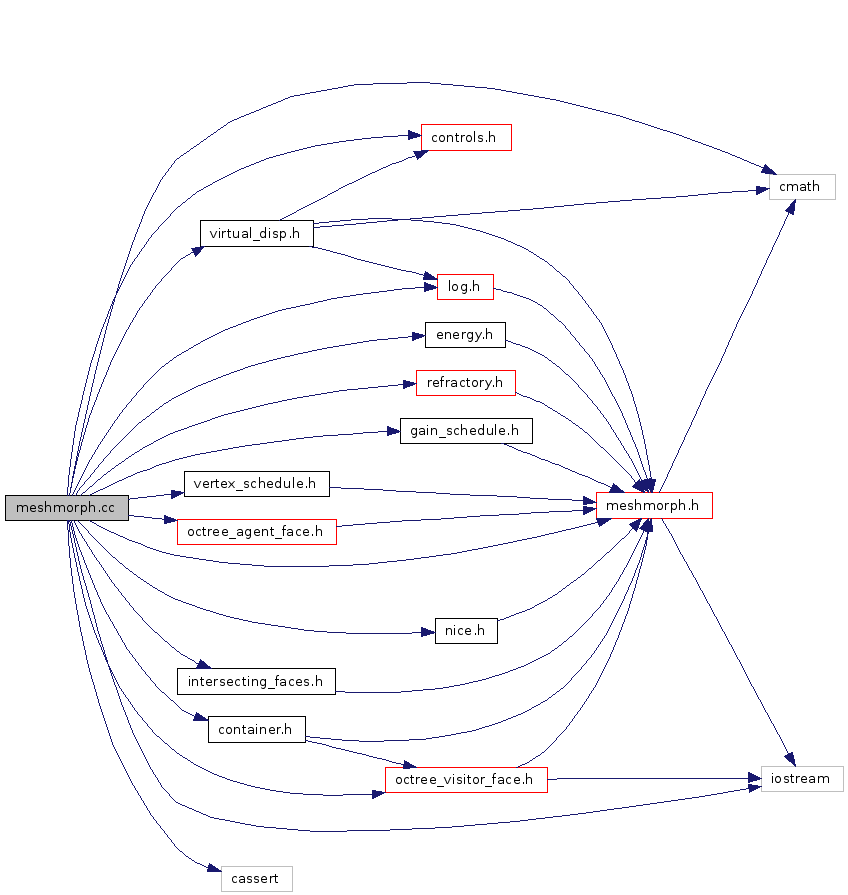 controls.h
cmath
virtual_disp.h
log.h
energy.h
refractory.h
gain_schedule.h
vertex_schedule.h
meshmorph.cc
meshmorph.h
octree_agent_face.h
nice.h
intersecting_faces.h
container.h
octree_visitor_face.h
iostream
cassert